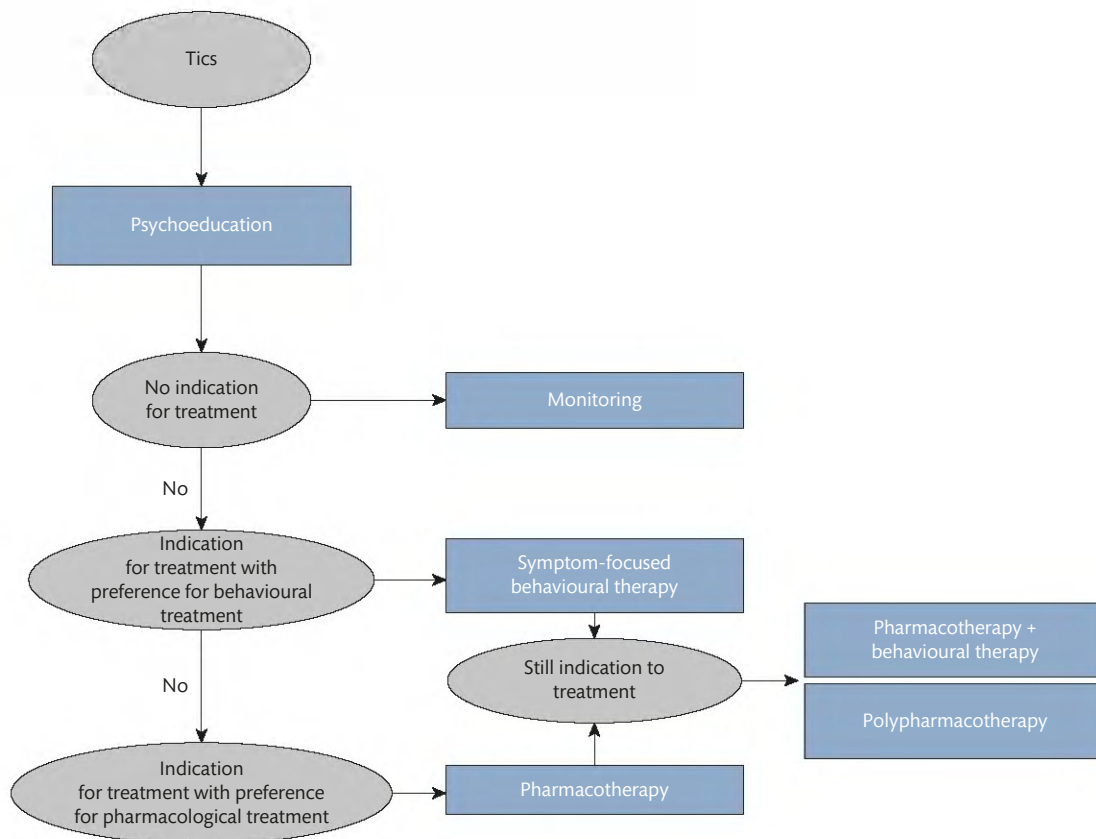 Tics
Psychoeducation
No indication
for treatment
Monitoring
No
Indication
for treatment with
preference for behavioural
treatment
Symptom-focused
behavioural therapy
Pharmacotherapy +
behavioural therapy
Still indication to
treatment
Polypharmacotherapy
No
Indication
for treatment with preference
for pharmacological treatment
Pharmacotherapy